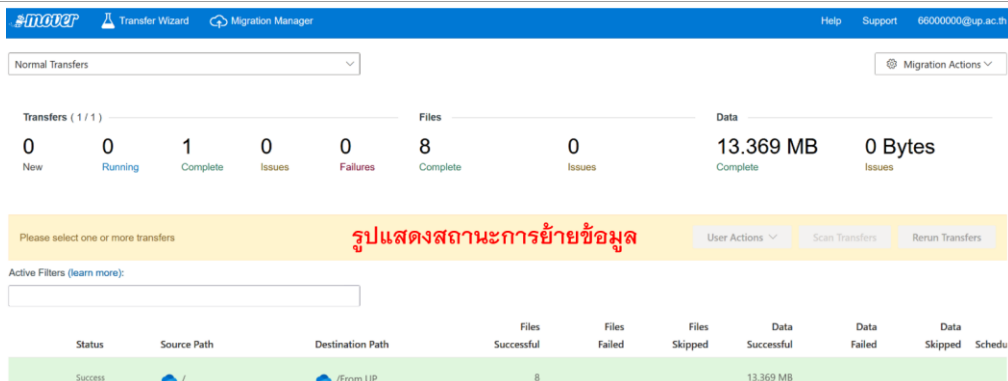 mover Transfer Wizard Migration Manager Help Support 66000000@up.ac.th
Normal Transfers Migration Actions
Transfers ( 1 / 1 ) Files Data
0 0 1 0 0 8 0 13.369 MB 0 Bytes
New Running Complete Issues Failures Complete Issues Complete Issues
Please select one or more transfers รูปแสดงสถานะการย้ายข้อมูล User Actions Scan Transfers Rerun Transfers
Active Filters (learn more):
Files Files Files Data Data Data
Status Source Path Destination Path Successful Failed Skipped Successful Failed Skipped Schedu
Success / /From UP 8 13.369 MB